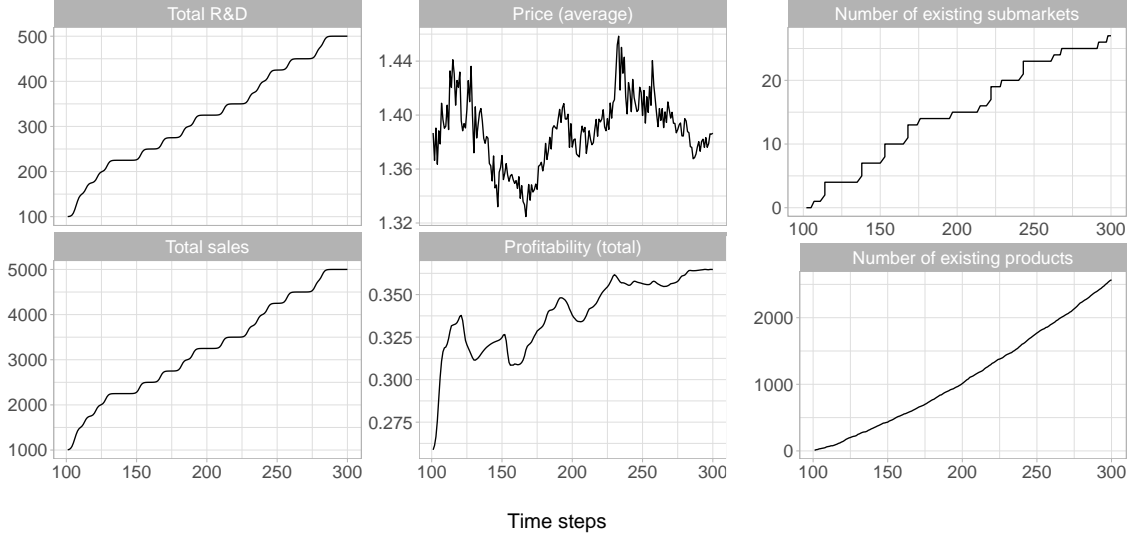 Total R&D
500
400
300
200
100
Price (average)
1.44
1.40
1.36
1.32
Number of existing submarkets
20
10
0
100 150 200 250 300
Total sales
5000
4000
3000
2000
1000
100 150 200 250 300
Profitability (total)
0.350
0.325
0.300
0.275
100 150 200 250 300
Number of existing products
2000
1000
0
100 150 200 250 300
Time steps